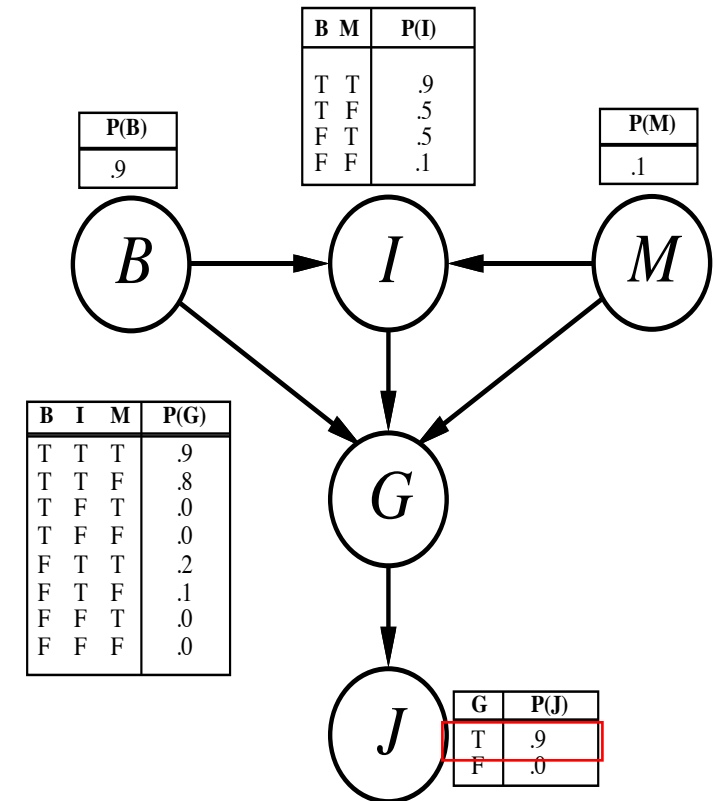 B M P(I)
T T .9
T F .5
F T .5
F F .1
P(B)
.9
P(M)
.1
B
I
M
B I M P(G)
T T T .9
T T F .8
T F T .0
T F F .0
F T T .2
F T F .1
F F T .0
F F F .0
G
J
G P(J)
T .9
F .0